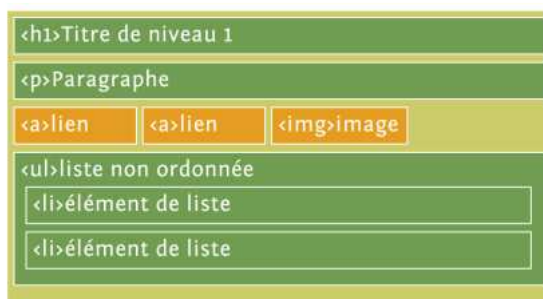 <h1>Titre de niveau 1
<p>Paragraphe
<a>lien <a>lien <img>image
<ul>liste non ordonnée
<li>élément de liste
<li>élément de liste